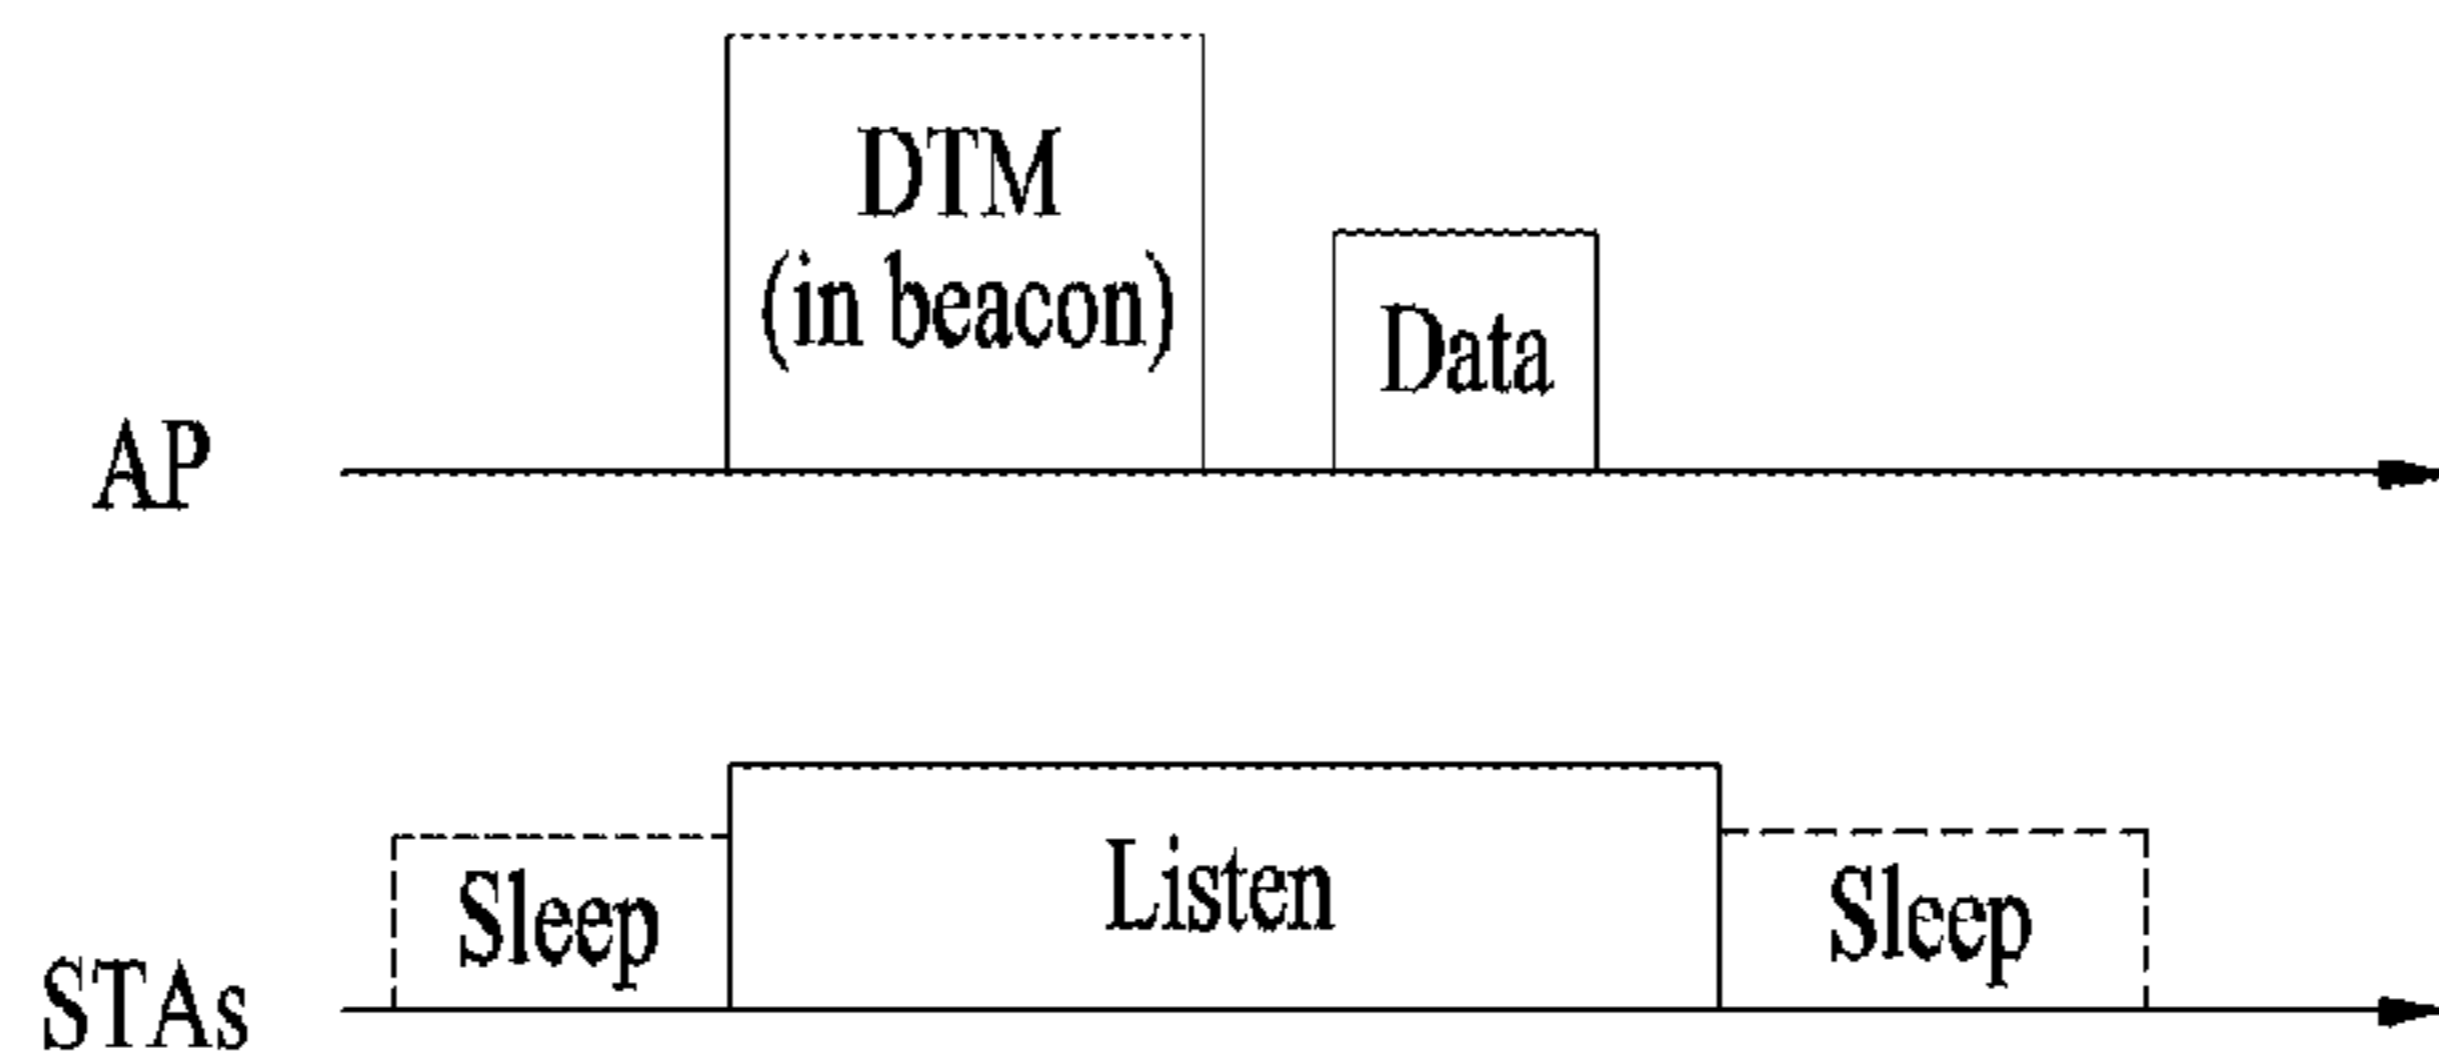 DTM
(in beacon)
Data
AP
Listen
Sleep
Sleep
STAs